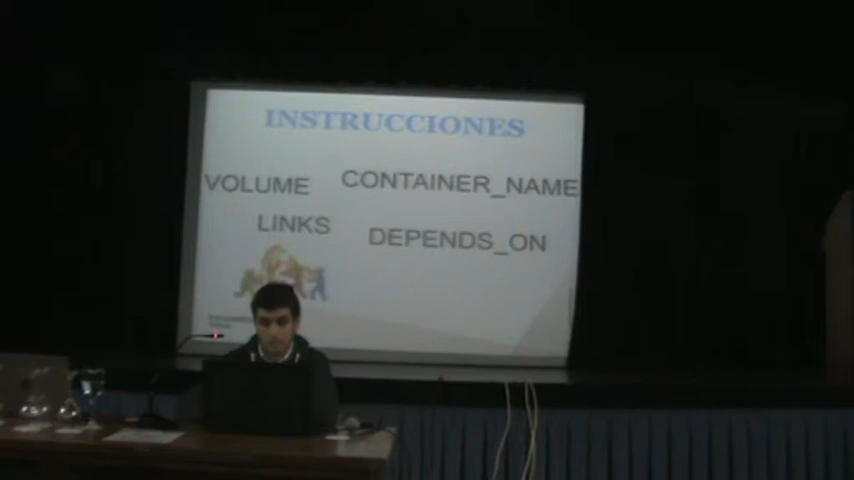 INSTRUCCIONES
VOLUME CONTAINER_NAME
LINKS DEPENDS_ON